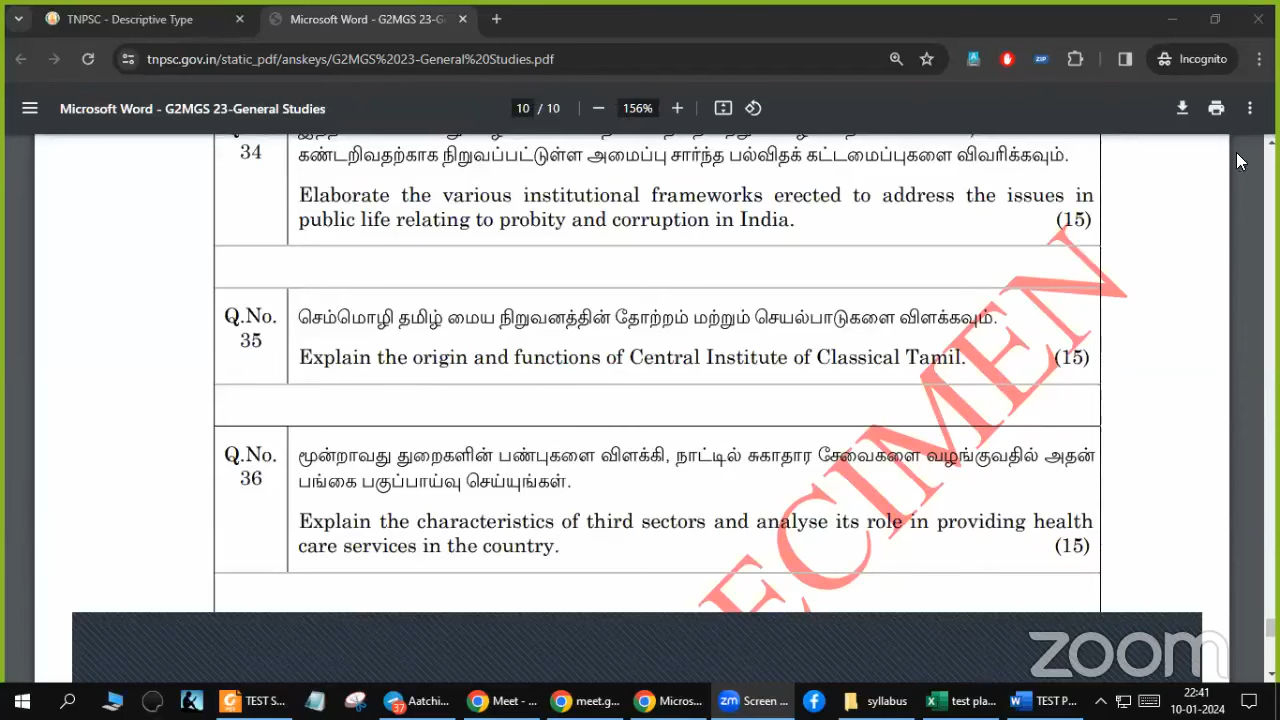 TNPSC - Descriptive Type
Microsoft Word - G2MGS 23-G
tnpsc.gov.in/static_pdf/anskeys/G2MGS%2023-General%20Studies.pdf
ZIP
Incognito
Microsoft Word - G2MGS 23-General Studies
10 / 10
156%
34
கண்டறிவதற்காக நிறுவப்பட்டுள்ள அமைப்பு சார்ந்த பல்விதக் கட்டமைப்புகளை விவரிக்கவும்.
Elaborate the various institutional frameworks erected to address the issues in
public life relating to probity and corruption in India. (15)
Q.No.
35
செம்மொழி தமிழ் மைய நிறுவனத்தின் தோற்றம் மற்றும் செயல்பாடுகளை விளக்கவும்.
Explain the origin and functions of Central Institute of Classical Tamil. (15)
Q.No.
36
மூன்றாவது துறைகளின் பண்புகளை விளக்கி, நாட்டில் சுகாதார சேவைகளை வழங்குவதில் அதன்
பங்கை பகுப்பாய்வு செய்யுங்கள்.
Explain the characteristics of third sectors and analyse its role in providing health
care services in the country. (15)
ECIMEN
zoom
TEST S...
37
Aatchi...
Meet - ...
meet.g...
Micros...
zm
Screen ...
syllabus
test pla...
TEST P...
22:41
10-01-2024